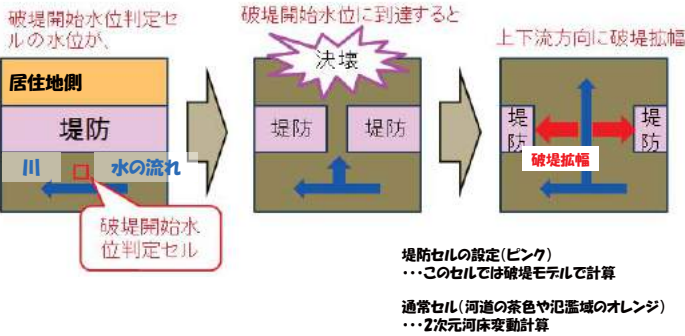 破堤開始水位判定セ
ルの水位が、
居住地側
堤防
川
水の流れ
破堤開始水
位判定セル
破堤開始水位に到達すると
決壊
堤防
堤防
上下流方向に破堤拡幅
堤
防
堤
防
破堤拡幅
堤防セルの設定(ピンク)
・・・このセルでは破堤モデルで計算
通常セル(河道の茶色や氾濫域のオレンジ)
・・・2次元河床変動計算